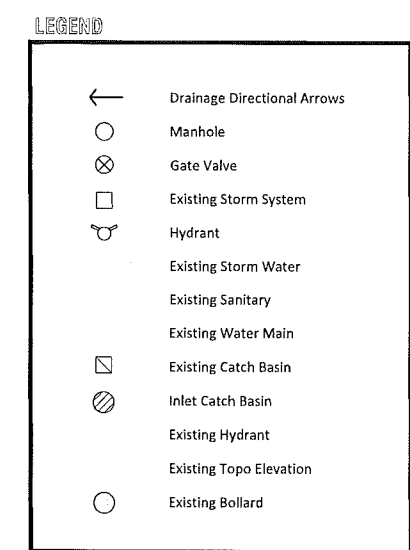 LEGEND
Drainage Directional Arrows
Manhole
Gate Valve
Existing Storm System
Hydrant
Existing Storm Water
Existing Sanitary
Existing Water Main
Existing Catch Basin
Inlet Catch Basin
Existing Hydrant
Existing Topo Elevation
Existing Bollard